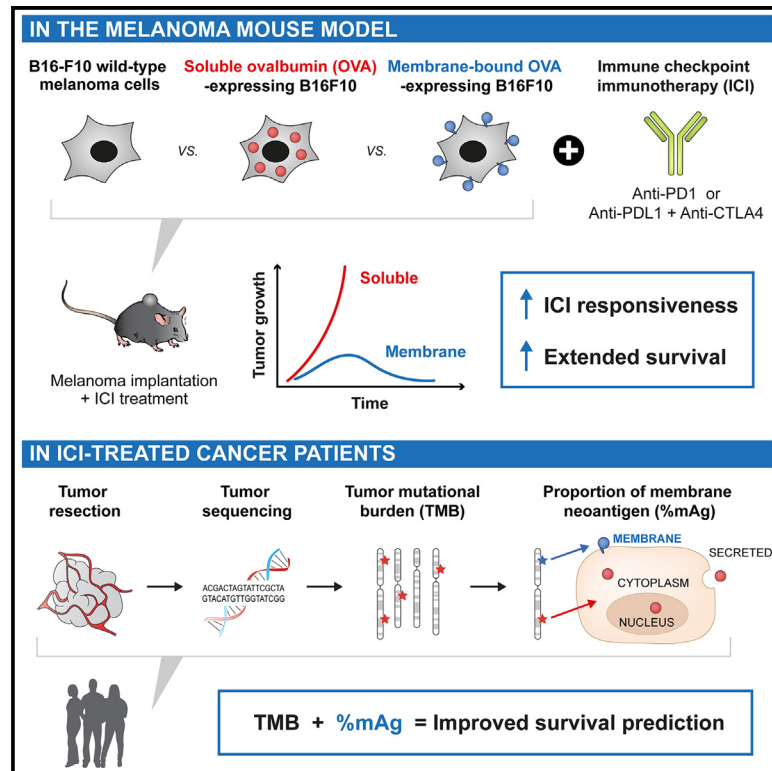 IN THE MELANOMA MOUSE MODEL
B16-F10 wild-type
melanoma cells
Soluble ovalbumin (OVA)
-expressing B16F10
Membrane-bound OVA
-expressing B16F10
Immune checkpoint
immunotherapy (ICI)
vs.
vs.
Anti-PD1 or
Anti-PDL1 + Anti-CTLA4
Melanoma implantation
+ ICI treatment
Tumor growth
Soluble
Membrane
Time
↑ ICI responsiveness
↑ Extended survival
IN ICI-TREATED CANCER PATIENTS
Tumor
resection
Tumor
sequencing
Tumor mutational
burden (TMB)
Proportion of membrane
neoantigen (%mAg)
ACGACTAGTATTCGCTA
GTACATGTTGGTATCGG
MEMBRANE
SECRETED
CYTOPLASM
NUCLEUS
TMB + %mAg = Improved survival prediction